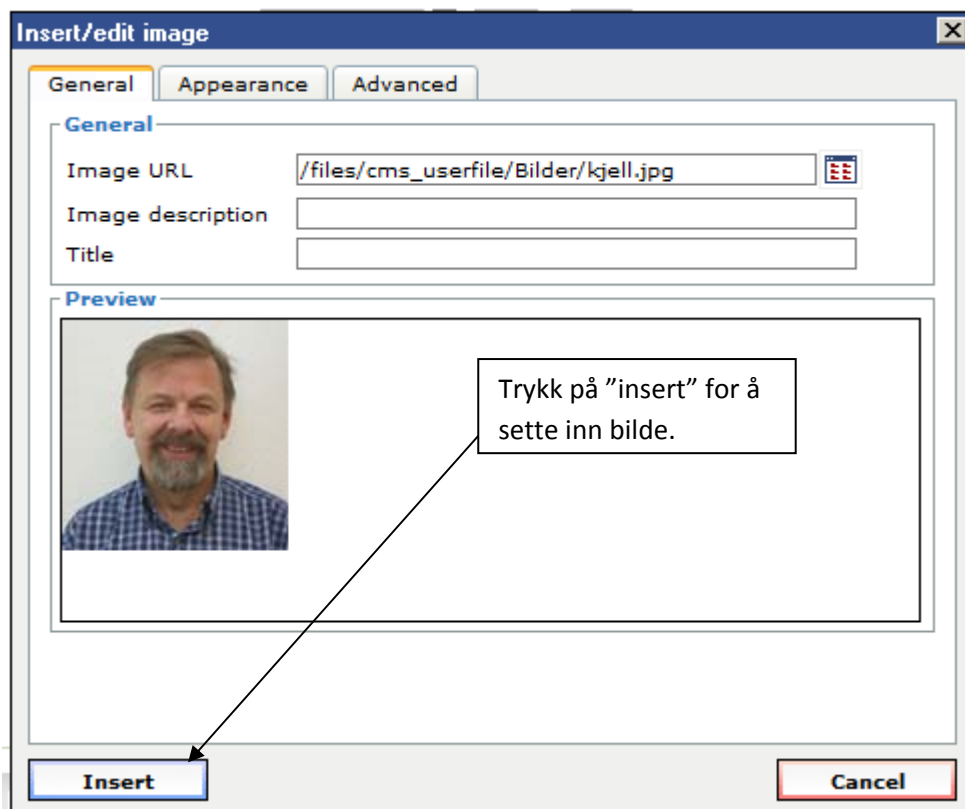 Insert/edit image
General Appearance Advanced
General
Image URL /files/cms_userfile/Bilder/kjell.jpg
Image description
Title
Preview
Trykk på ”insert” for å
sette inn bilde.
Insert Cancel